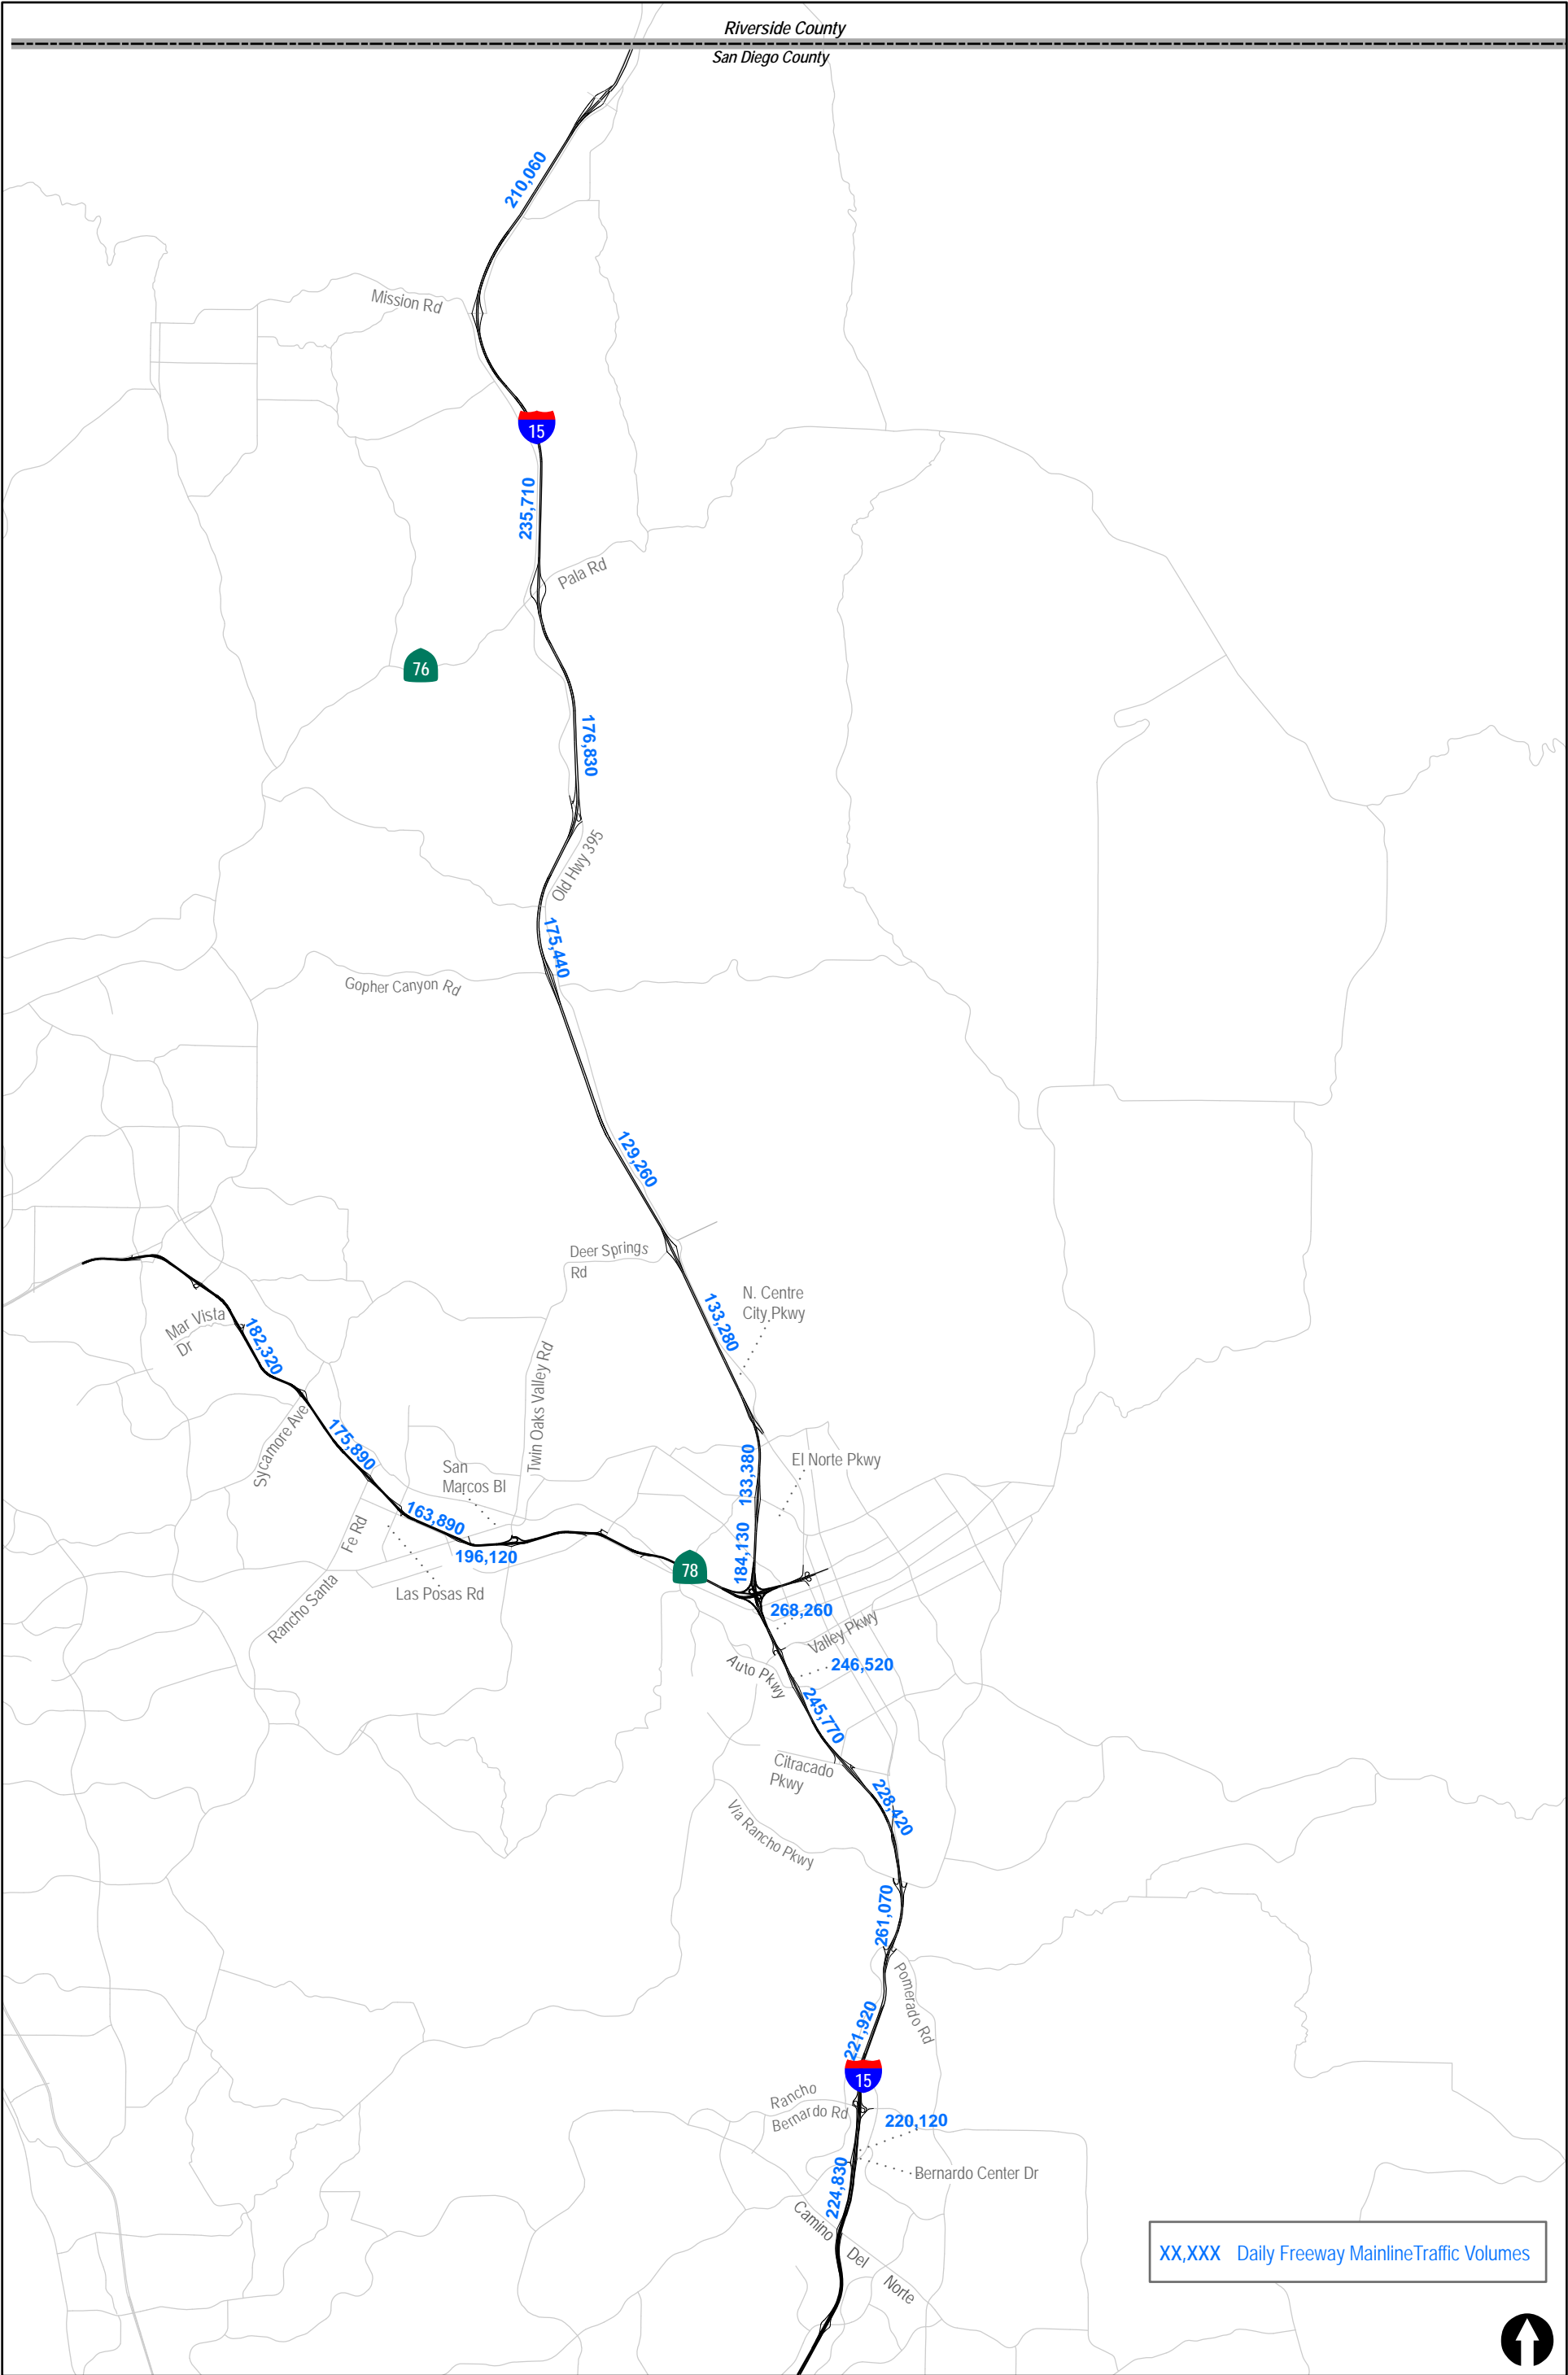 Riverside County
San Diego County
210,060
Mission Rd
15
235,710
Pala Rd
76
176,830
Old Hwy 395
175,440
Gopher Canyon Rd
129,260
Deer Springs
Rd
N. Centre
City Pkwy
133,280
Mar Vista
Dr
182,320
Twin Oaks Valley Rd
Sycamore Ave
175,890
San
Marcos Bl
El Norte Pkwy
133,380
163,890
Fe Rd
196,120
184,130
78
Las Posas Rd
Rancho Santa
268,260
Valley Pkwy
Auto Pkwy
246,520
245,770
Citracado
Pkwy
228,420
Via Rancho Pkwy
261,070
Pomerado Rd
221,920
15
Rancho
Bernardo Rd
220,120
Bernardo Center Dr
224,830
Camino
Del
Norte
XX,XXX Daily Freeway MainlineTraffic Volumes